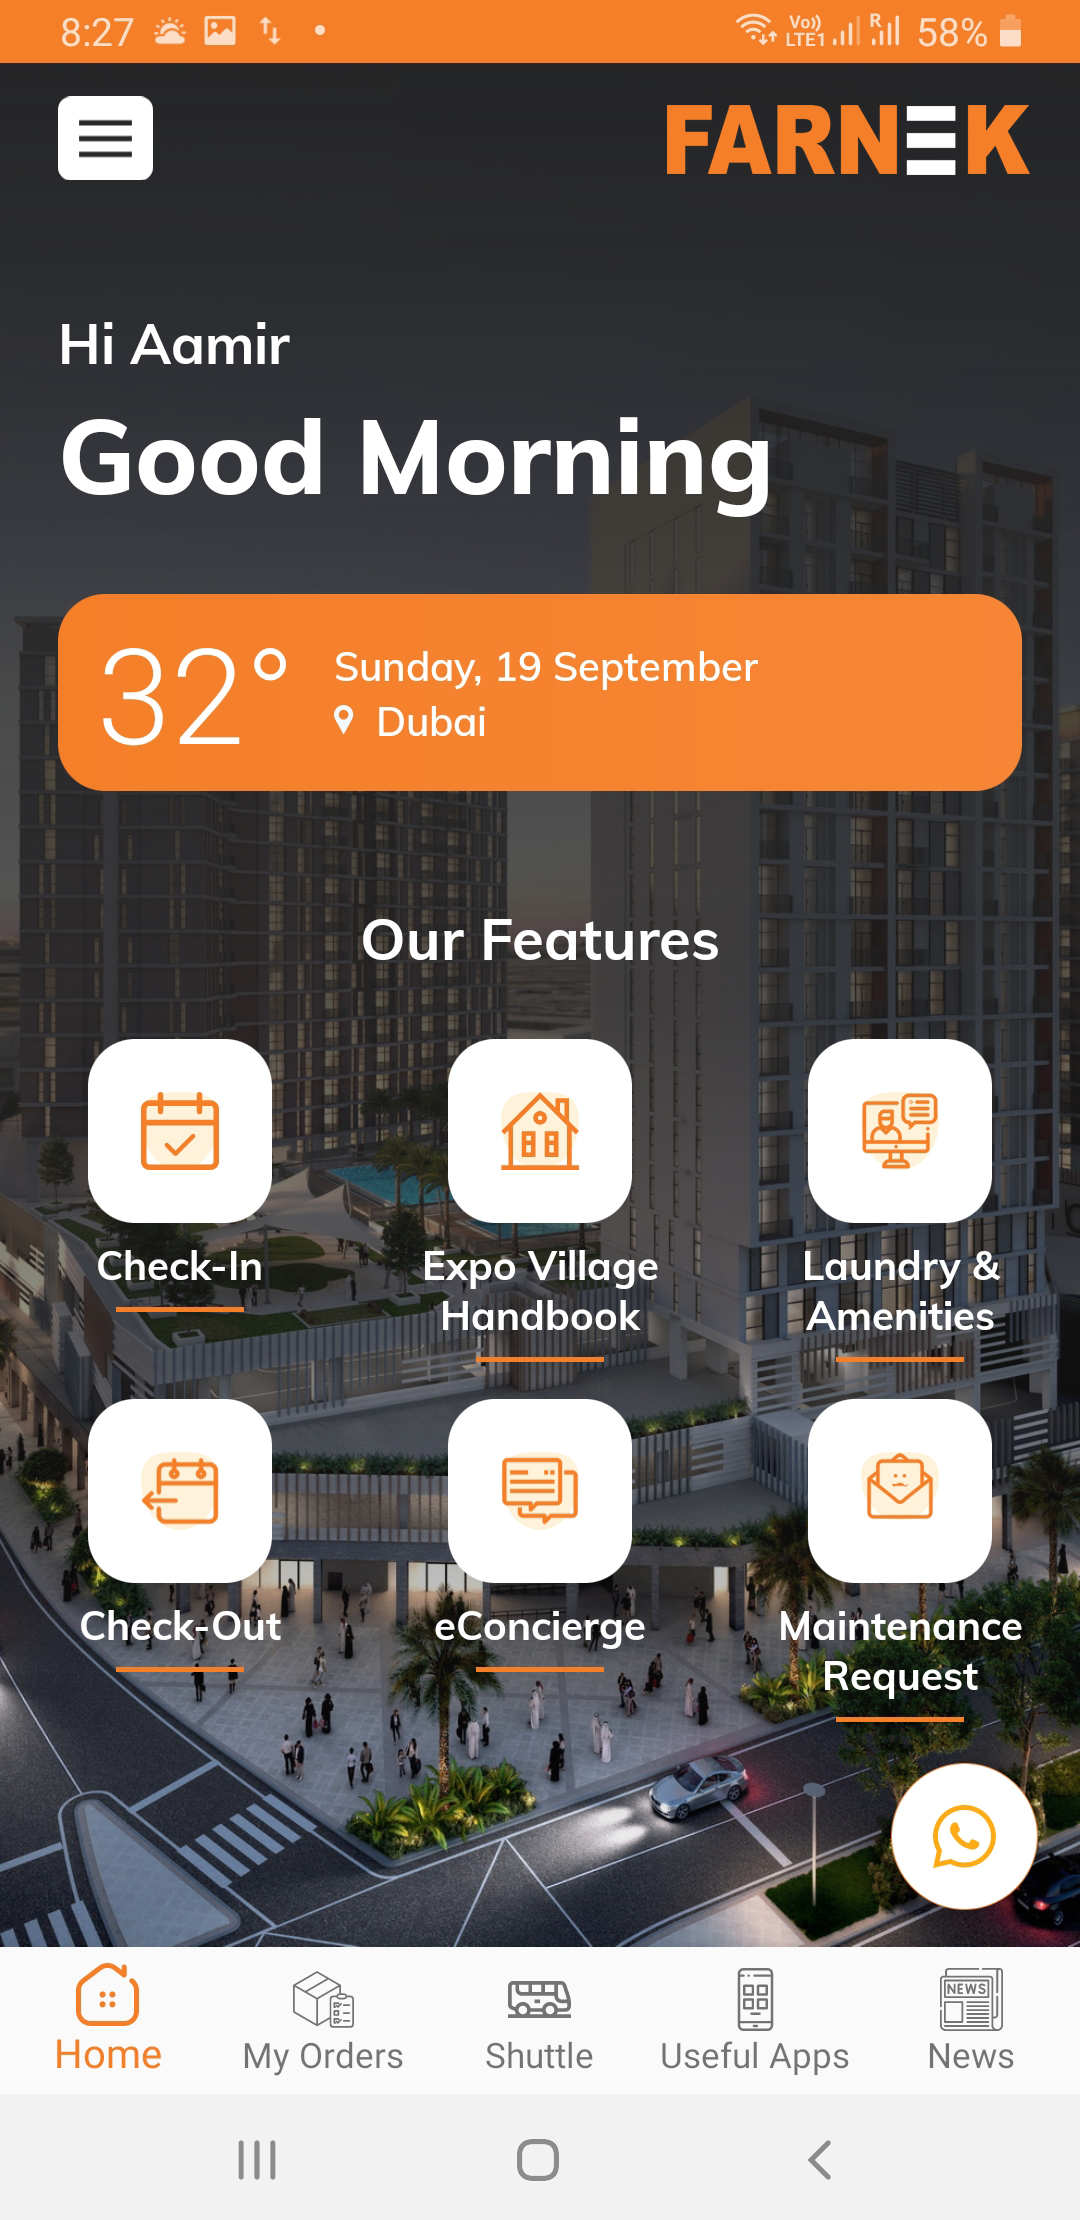 8:27
Vo))
LTE1
R
58%
FARNEK
Hi Aamir
Good Morning
32°
Sunday, 19 September
Dubai
Our Features
Check-In
Expo Village
Handbook
Laundry &
Amenities
Check-Out
eConcierge
Maintenance
Request
NEWS
Home
My Orders
Shuttle
Useful Apps
News